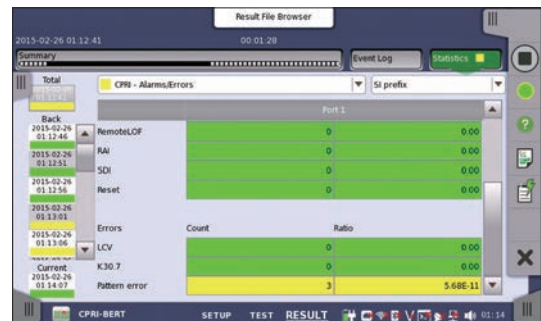 Result File Browser
2015-02-26 01:12:41 00:01:28
Summary Event Log Statistics
Total CPRI - Alarms/Errors SI prefix
Port 1
Back
2015-02-26 01:12:46
2015-02-26 01:12:51
2015-02-26 01:12:56
2015-02-26 01:13:01
2015-02-26 01:13:06
Current
2015-02-26 01:14:07
RemoteLOF 0 0.00
RAI 0 0.00
SDI 0 0.00
Reset 0 0.00
Errors Count Ratio
LCV 0 0.00
K30.7 0 0.00
Pattern error 3 5.68E-11
CPRI-BERT SETUP TEST RESULT 01:14